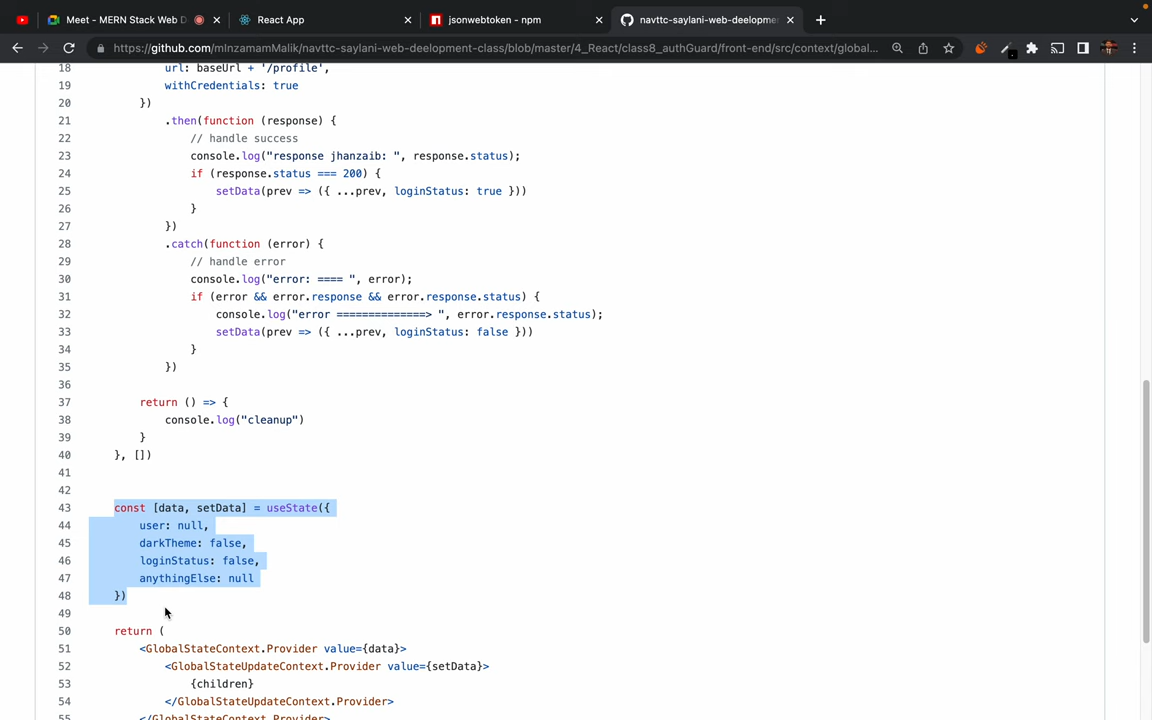 Meet - MERN Stack Web D
React App
jsonwebtoken - npm
navttc-saylani-web-deelopmen
https://github.com/mInzamamMalik/navttc-saylani-web-deelopment-class/blob/master/4_React/class8_authGuard/front-end/src/context/global...
18 url: baseUrl + '/profile',
19 withCredentials: true
20 })
21 .then(function (response) {
22 // handle success
23 console.log("response jhanzaib: ", response.status);
24 if (response.status === 200) {
25 setData(prev => ({ ...prev, loginStatus: true }))
26 }
27 })
28 .catch(function (error) {
29 // handle error
30 console.log("error: ==== ", error);
31 if (error && error.response && error.response.status) {
32 console.log("error ==============> ", error.response.status);
33 setData(prev => ({ ...prev, loginStatus: false }))
34 }
35 })
36
37 return () => {
38 console.log("cleanup")
39 }
40 }, [])
41
42
43 const [data, setData] = useState({
44 user: null,
45 darkTheme: false,
46 loginStatus: false,
47 anythingElse: null
48 })
49
50 return (
51 <GlobalStateContext.Provider value={data}>
52 <GlobalStateUpdateContext.Provider value={setData}>
53 {children}
54 </GlobalStateUpdateContext.Provider>
55 </GlobalStateContext.Provider>